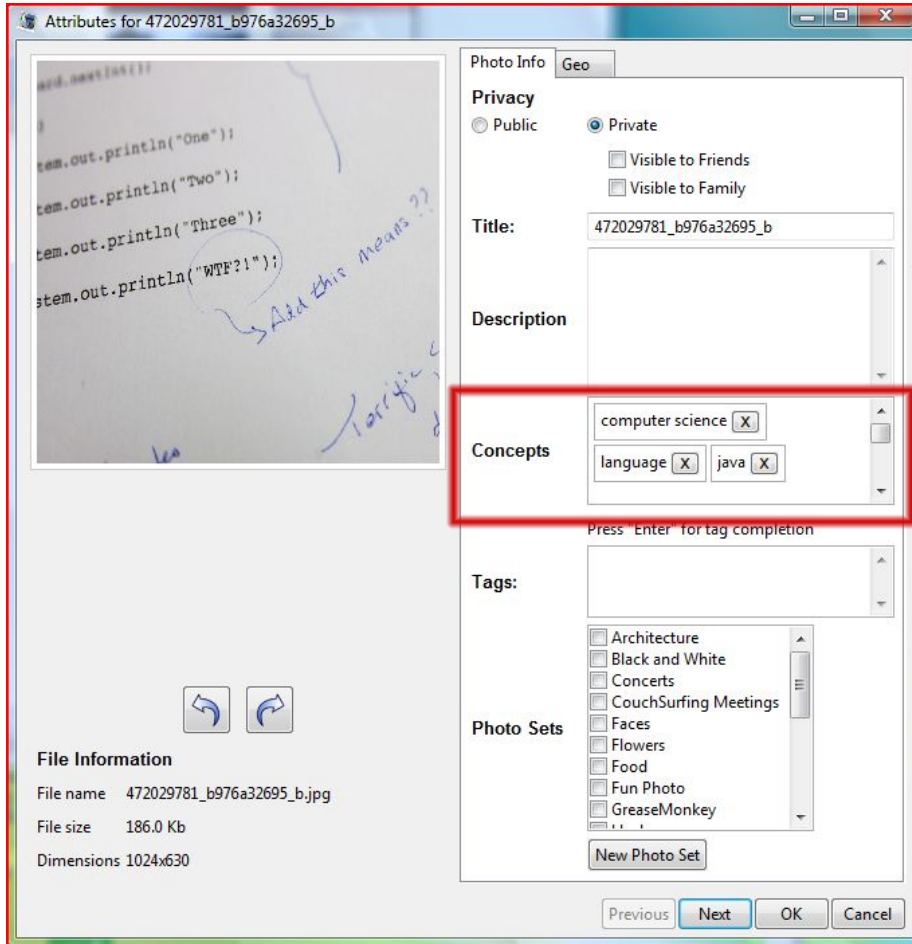 Attributes for 472029781_b976a32695_b
ard.nextInt();
)
tem.out.println("One");
tem.out.println("Two");
tem.out.println("Three");
stem.out.println("WTF?!");
Add this means??
Terrific
Photo Info Geo
Privacy
Public Private
Visible to Friends
Visible to Family
Title: 472029781_b976a32695_b
Description
Concepts
computer science X
language X java X
Press "Enter" for tag completion
Tags:
Photo Sets
Architecture
Black and White
Concerts
CouchSurfing Meetings
Faces
Flowers
Food
Fun Photo
GreaseMonkey
New Photo Set
File Information
File name 472029781_b976a32695_b.jpg
File size 186.0 Kb
Dimensions 1024x630
Previous Next OK Cancel